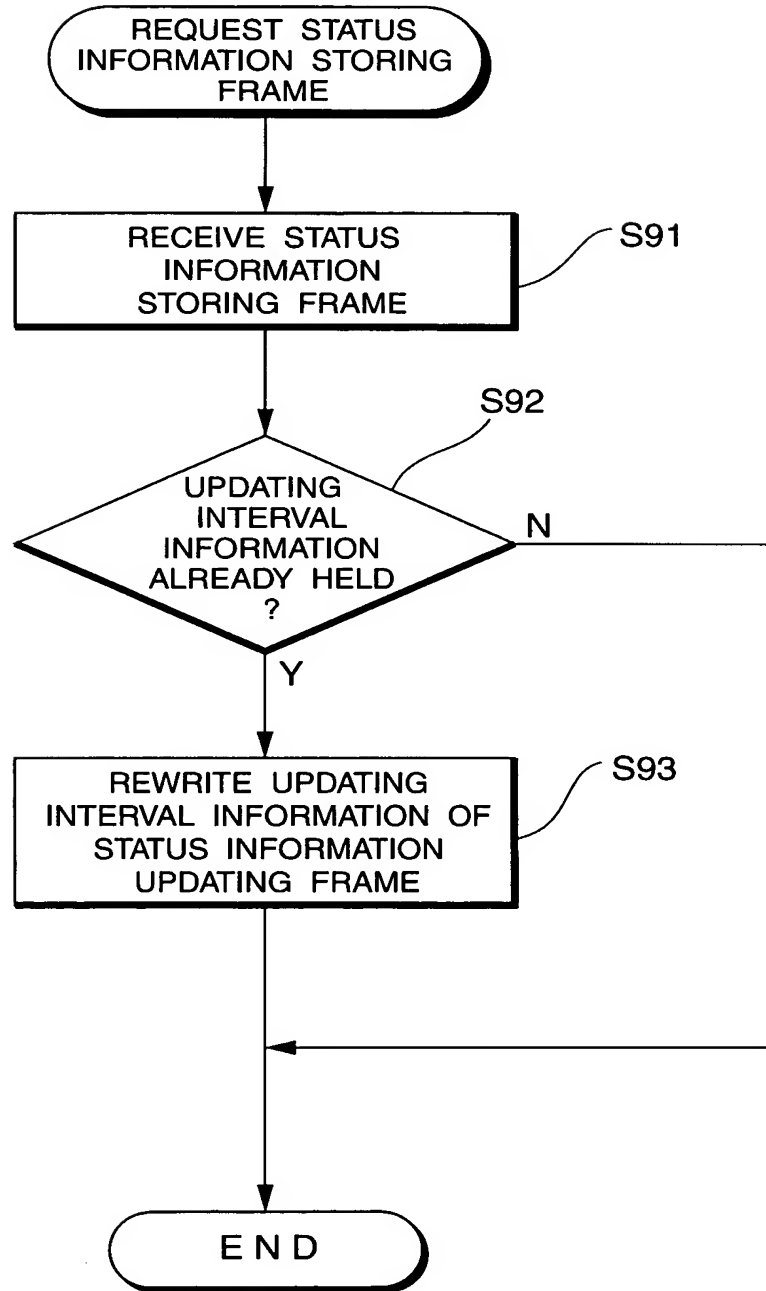 REQUEST STATUS
INFORMATION STORING
FRAME
RECEIVE STATUS
INFORMATION
STORING FRAME
S91
S92
UPDATING
INTERVAL
INFORMATION
ALREADY HELD
?
N
Y
REWRITE UPDATING
INTERVAL INFORMATION OF
STATUS INFORMATION
UPDATING FRAME
S93
END